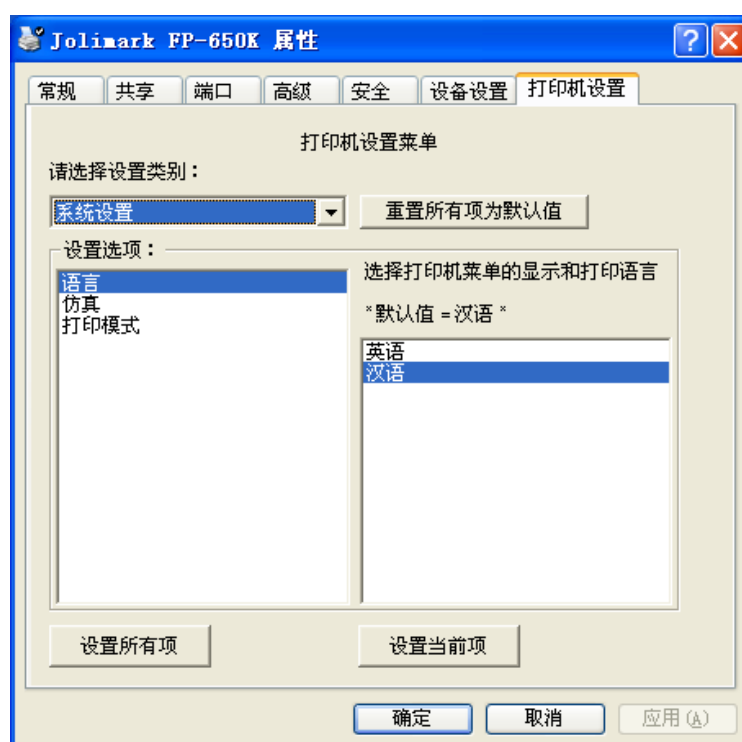 Jolimark FP-650K 属性
常规 共享 端口 高级 安全 设备设置 打印机设置
打印机设置菜单
请选择设置类别：
系统设置 重置所有项为默认值
设置选项：
语言
仿真
打印模式
选择打印机菜单的显示和打印语言
*默认值 =汉语 *
英语
汉语
设置所有项 设置当前项
确定 取消 应用(A)